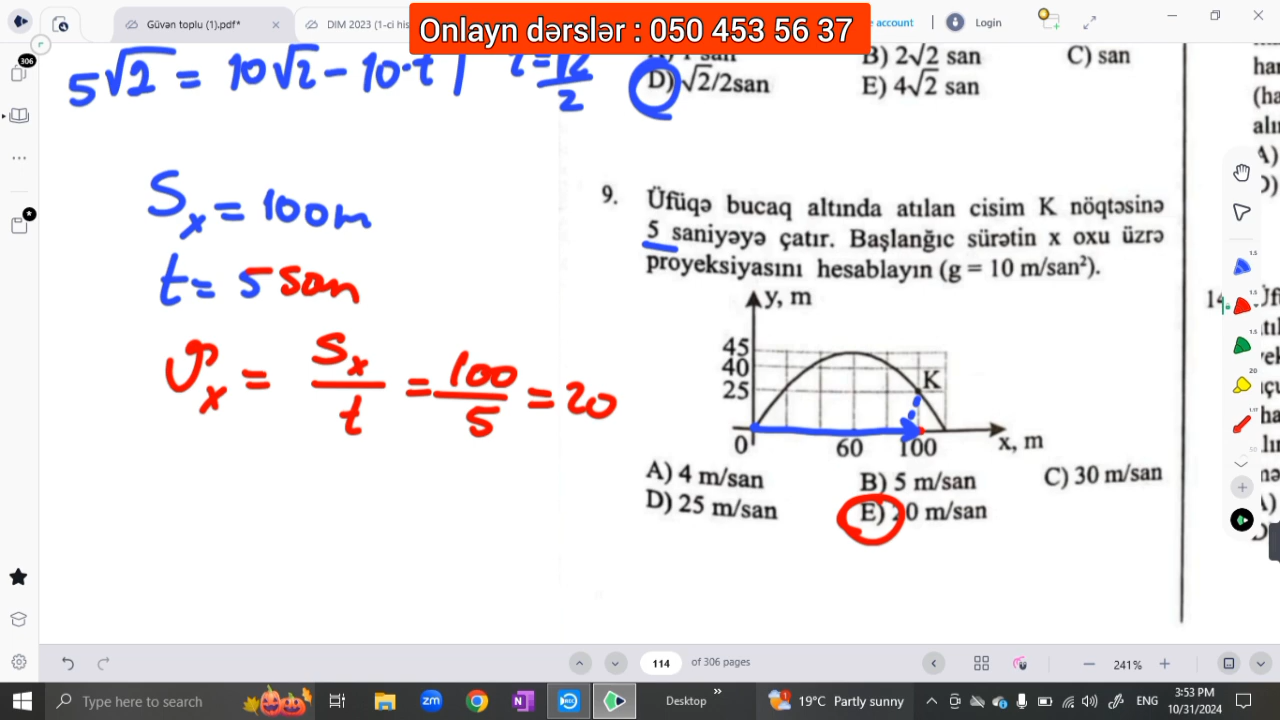 Güvən toplu (1).pdf*
DIM 2023 (1-ci his
Onlayn dərslər : 050 453 56 37
account
Login
5√2 = 10√2 - 10·t
D) √2/2san
B) 2√2 san
C) san
E) 4√2 san
306
Sx = 100m
t = 5 san
𝜗x = Sx/t = 100/5 = 20
9. Üfüqə bucaq altında atılan cisim K nöqtəsinə
5 saniyəyə çatır. Başlanğıc sürətin x oxu üzrə
proyeksiyasını hesablayın (g = 10 m/san²).
y, m
45
40
25
K
0
60
100
x, m
A) 4 m/san
B) 5 m/san
C) 30 m/san
D) 25 m/san
E) 20 m/san
114 of 306 pages
241%
Type here to search
Desktop
19°C Partly sunny
ENG
3:53 PM
10/31/2024